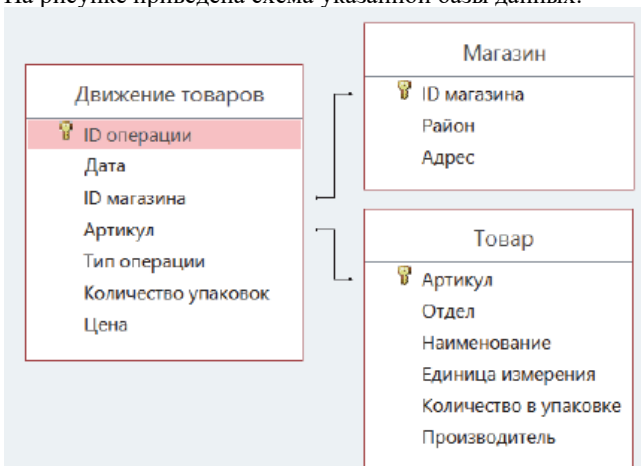 На рисунке приведена схема указанной базы данных.
Движение товаров
ID операции
Дата
ID магазина
Артикул
Тип операции
Количество упаковок
Цена
Магазин
ID магазина
Район
Адрес
Товар
Артикул
Отдел
Наименование
Единица измерения
Количество в упаковке
Производитель